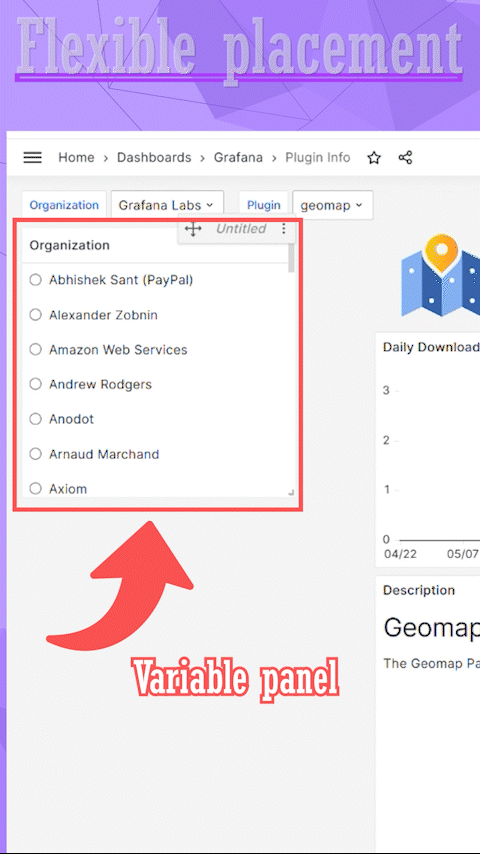 Flexible placement
Home › Dashboards › Grafana › Plugin Info
Organization Grafana Labs Plugin geomap
Untitled
Organization
Abhishek Sant (PayPal)
Alexander Zobnin
Amazon Web Services
Andrew Rodgers
Anodot
Arnaud Marchand
Axiom
Daily Download
3
2
1
0
04/22 05/07
Description
Geomap
The Geomap Pa
Variable panel